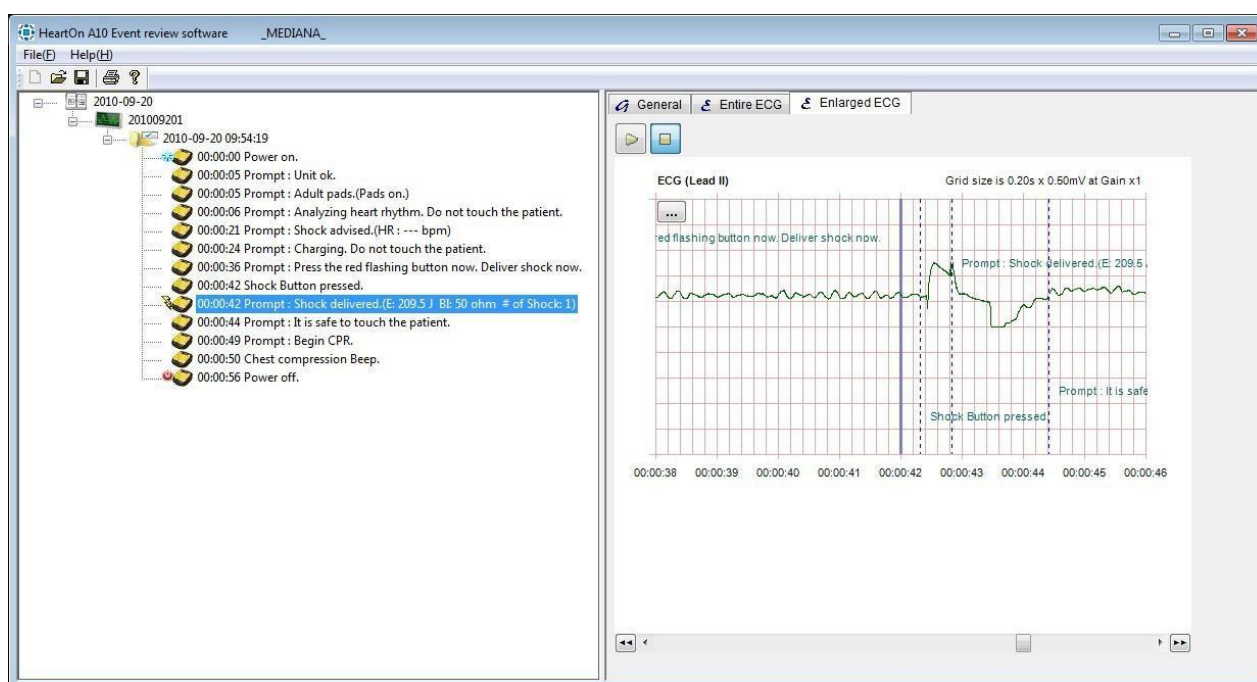 HeartOn A10 Event review software _MEDIANA_
File(F) Help(H)
2010-09-20
201009201
2010-09-20 09:54:19
00:00:00 Power on.
00:00:05 Prompt : Unit ok.
00:00:05 Prompt : Adult pads.(Pads on.)
00:00:06 Prompt : Analyzing heart rhythm. Do not touch the patient.
00:00:21 Prompt : Shock advised.(HR : --- bpm)
00:00:24 Prompt : Charging. Do not touch the patient.
00:00:36 Prompt : Press the red flashing button now. Deliver shock now.
00:00:42 Shock Button pressed.
00:00:42 Prompt : Shock delivered.(E: 209.5 J BI: 50 ohm # of Shock: 1)
00:00:44 Prompt : It is safe to touch the patient.
00:00:49 Prompt : Begin CPR.
00:00:50 Chest compression Beep.
00:00:56 Power off.
General Entire ECG Enlarged ECG
ECG (Lead II) Grid size is 0.20s x 0.50mV at Gain x1
...
red flashing button now. Deliver shock now.
Prompt : Shock delivered.(E: 209.5
Prompt : It is safe
Shock Button pressed.
00:00:38 00:00:39 00:00:40 00:00:41 00:00:42 00:00:43 00:00:44 00:00:45 00:00:46